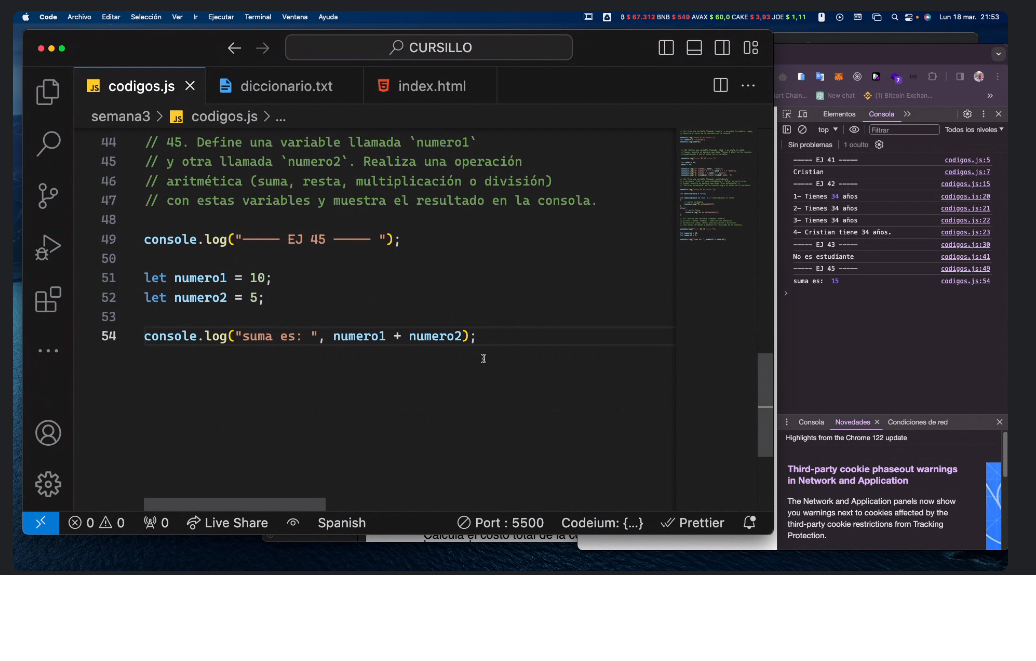 Code Archivo Editar Selección Ver Ir Ejecutar Terminal Ventana Ayuda
$ 67.313 BNB $ 549 AVAX $ 60,0 CAKE $ 3,93 JOE $ 1,11
Lun 18 mar. 21:53
CURSILLO
JS codigos.js
diccionario.txt
index.html
semana3 > JS codigos.js > ...
44 // 45. Define una variable llamada `numero1`
45 // y otra llamada `numero2`. Realiza una operación
46 // aritmética (suma, resta, multiplicación o división)
47 // con estas variables y muestra el resultado en la consola.
48
49 console.log("————— EJ 45 ————— ");
50
51 let numero1 = 10;
52 let numero2 = 5;
53
54 console.log("suma es: ", numero1 + numero2);
0 0 0 Live Share Spanish Port : 5500 Codeium: {...} Prettier
Calcula el costo total de la
art Chain... New chat (1) Bitcoin Exchan... »
Elementos Consola »
top Filtrar Todos los niveles
Sin problemas 1 oculto
————— EJ 41 ————— codigos.js:5
Cristian codigos.js:7
————— EJ 42 ————— codigos.js:15
1— Tienes 34 años codigos.js:20
2— Tienes 34 años codigos.js:21
3— Tienes 34 años codigos.js:22
4— Cristian tiene 34 años. codigos.js:23
————— EJ 43 ————— codigos.js:30
No es estudiante codigos.js:41
————— EJ 45 ————— codigos.js:49
suma es: 15 codigos.js:54
Consola Novedades Condiciones de red
Highlights from the Chrome 122 update
Third-party cookie phaseout warnings
in Network and Application
The Network and Application panels now show
you warnings next to cookies affected by the
third-party cookie restrictions from Tracking
Protection.